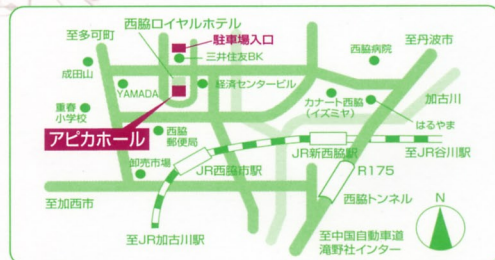 至多可町
西脇ロイヤルホテル
駐車場入口
三井住友BK
西脇病院
至丹波市
成田山
YAMADA
経済センタービル
カナート西脇
(イズミヤ)
加古川
重春
小学校
はるやま
アピカホール
西脇
郵便局
JR新西脇駅
至JR谷川駅
卸売市場
JR西脇市駅
R175
至加西市
西脇トンネル
N
至JR加古川駅
至中国自動車道
滝野社インター